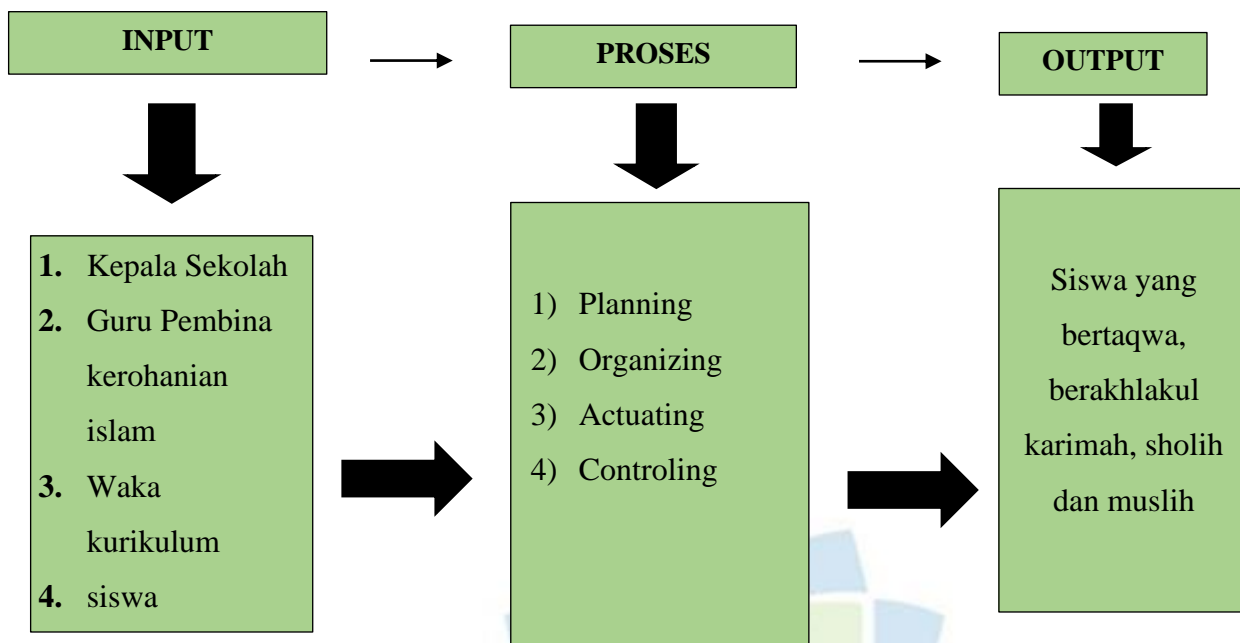 INPUT
PROSES
OUTPUT
1. Kepala Sekolah
2. Guru Pembina
kerohanian
islam
3. Waka
kurikulum
4. siswa
1) Planning
2) Organizing
3) Actuating
4) Controling
Siswa yang
bertaqwa,
berakhlakul
karimah, sholih
dan muslih